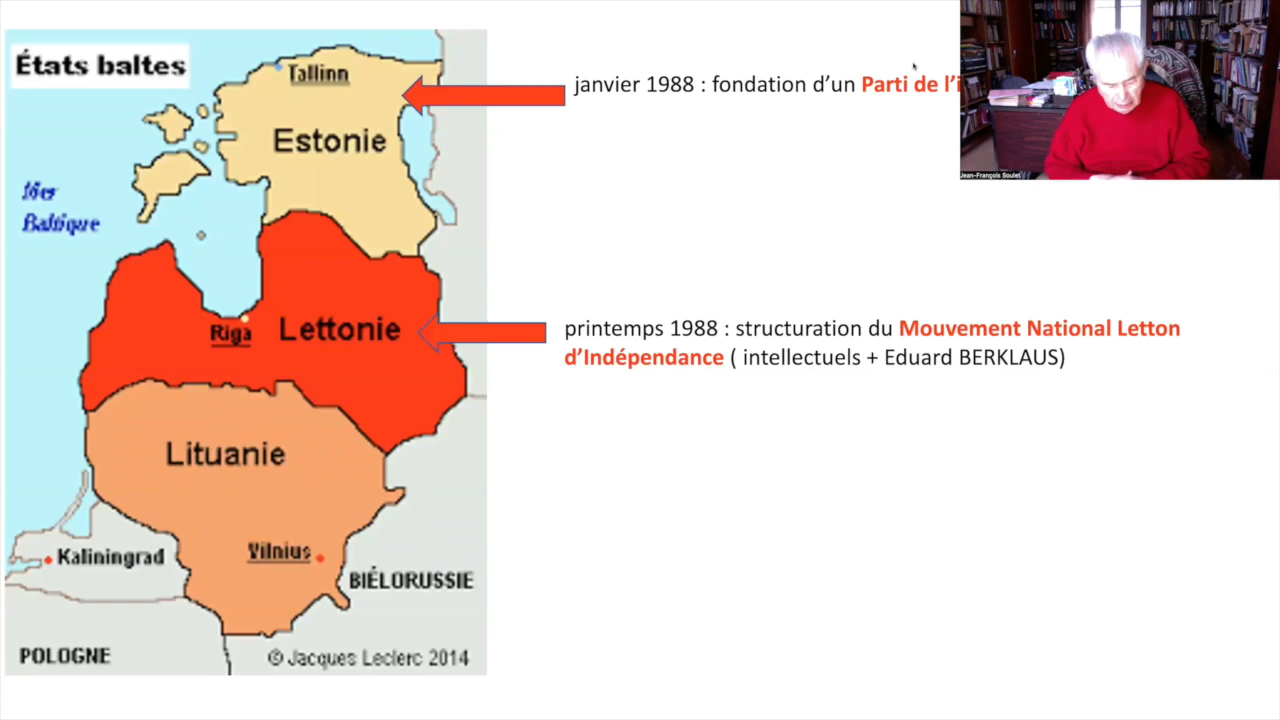 États baltes
Tallinn
janvier 1988 : fondation d’un Parti de l’i
Estonie
Mer
Baltique
Riga
Lettonie
printemps 1988 : structuration du Mouvement National Letton
d’Indépendance ( intellectuels + Eduard BERKLAUS)
Lituanie
Kaliningrad
Vilnius
BIÉLORUSSIE
POLOGNE
© Jacques Leclerc 2014
Jean-François Soulet